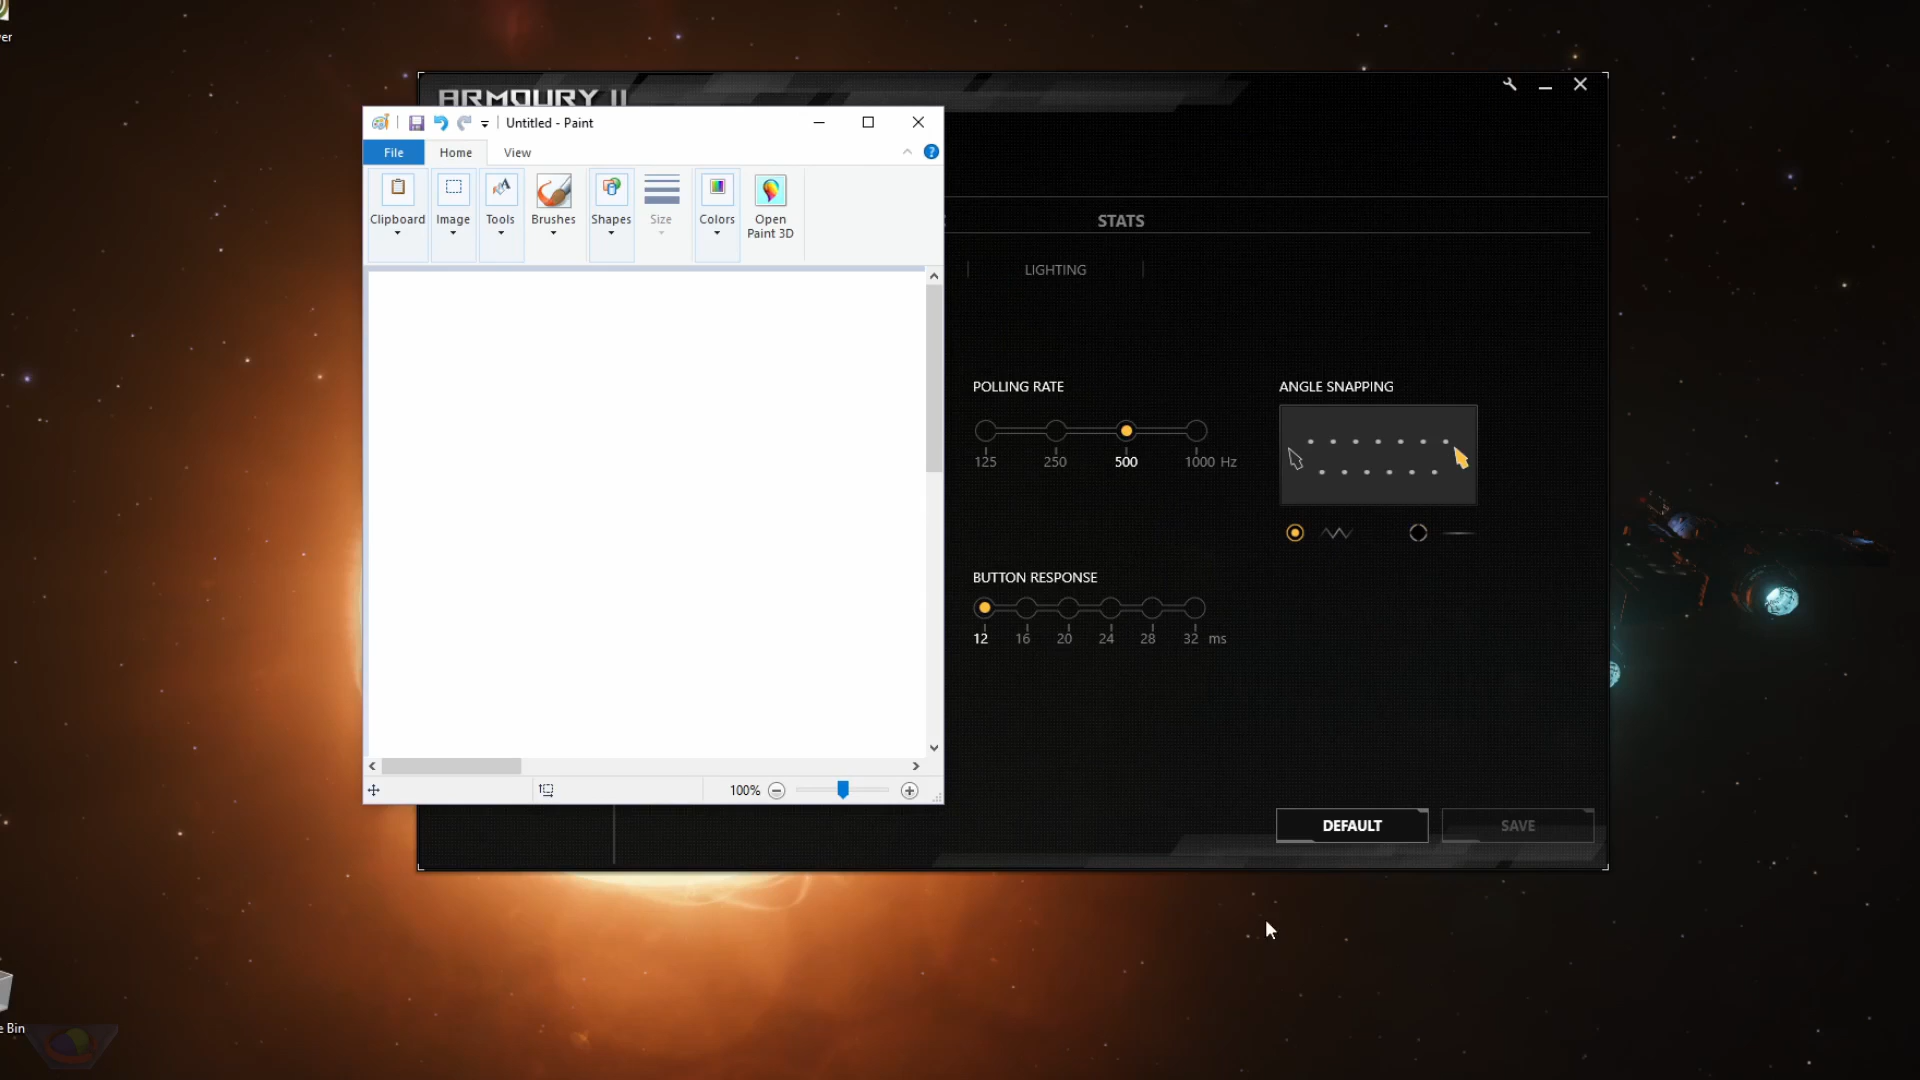 er
ARMOURY II
Untitled - Paint
File
Home
View
Clipboard
Image
Tools
Brushes
Shapes
Size
Colors
Open
Paint 3D
STATS
LIGHTING
POLLING RATE
125
250
500
1000 Hz
ANGLE SNAPPING
BUTTON RESPONSE
12
16
20
24
28
32 ms
100%
DEFAULT
SAVE
e Bin